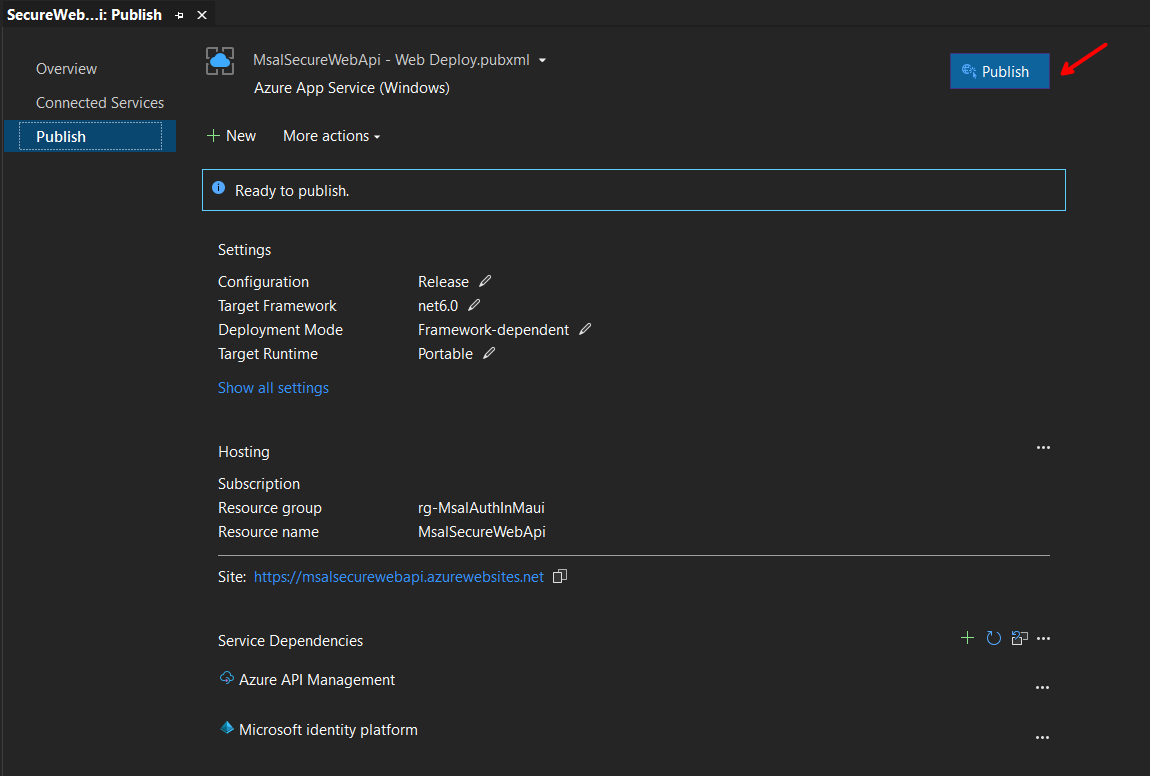 SecureWeb...i: Publish
Overview
Connected Services
Publish
MsalSecureWebApi - Web Deploy.pubxml
Azure App Service (Windows)
Publish
New
More actions
Ready to publish.
Settings
Configuration Release
Target Framework net6.0
Deployment Mode Framework-dependent
Target Runtime Portable
Show all settings
Hosting
Subscription
Resource group rg-MsalAuthInMaui
Resource name MsalSecureWebApi
Site: https://msalsecurewebapi.azurewebsites.net
Service Dependencies
Azure API Management
Microsoft identity platform